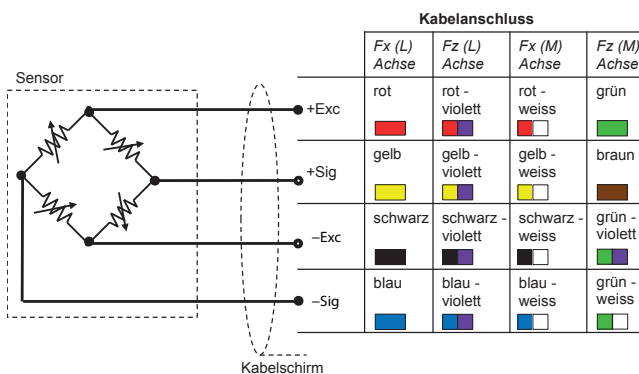 Kabelanschluss
Fx (L) Achse
Fz (L) Achse
Fx (M) Achse
Fz (M) Achse
Sensor
+Exc
rot
rot - violett
rot - weiss
grün
+Sig
gelb
gelb - violett
gelb - weiss
braun
–Exc
schwarz
schwarz - violett
schwarz - weiss
grün - violett
–Sig
blau
blau - violett
blau - weiss
grün - weiss
Kabelschirm